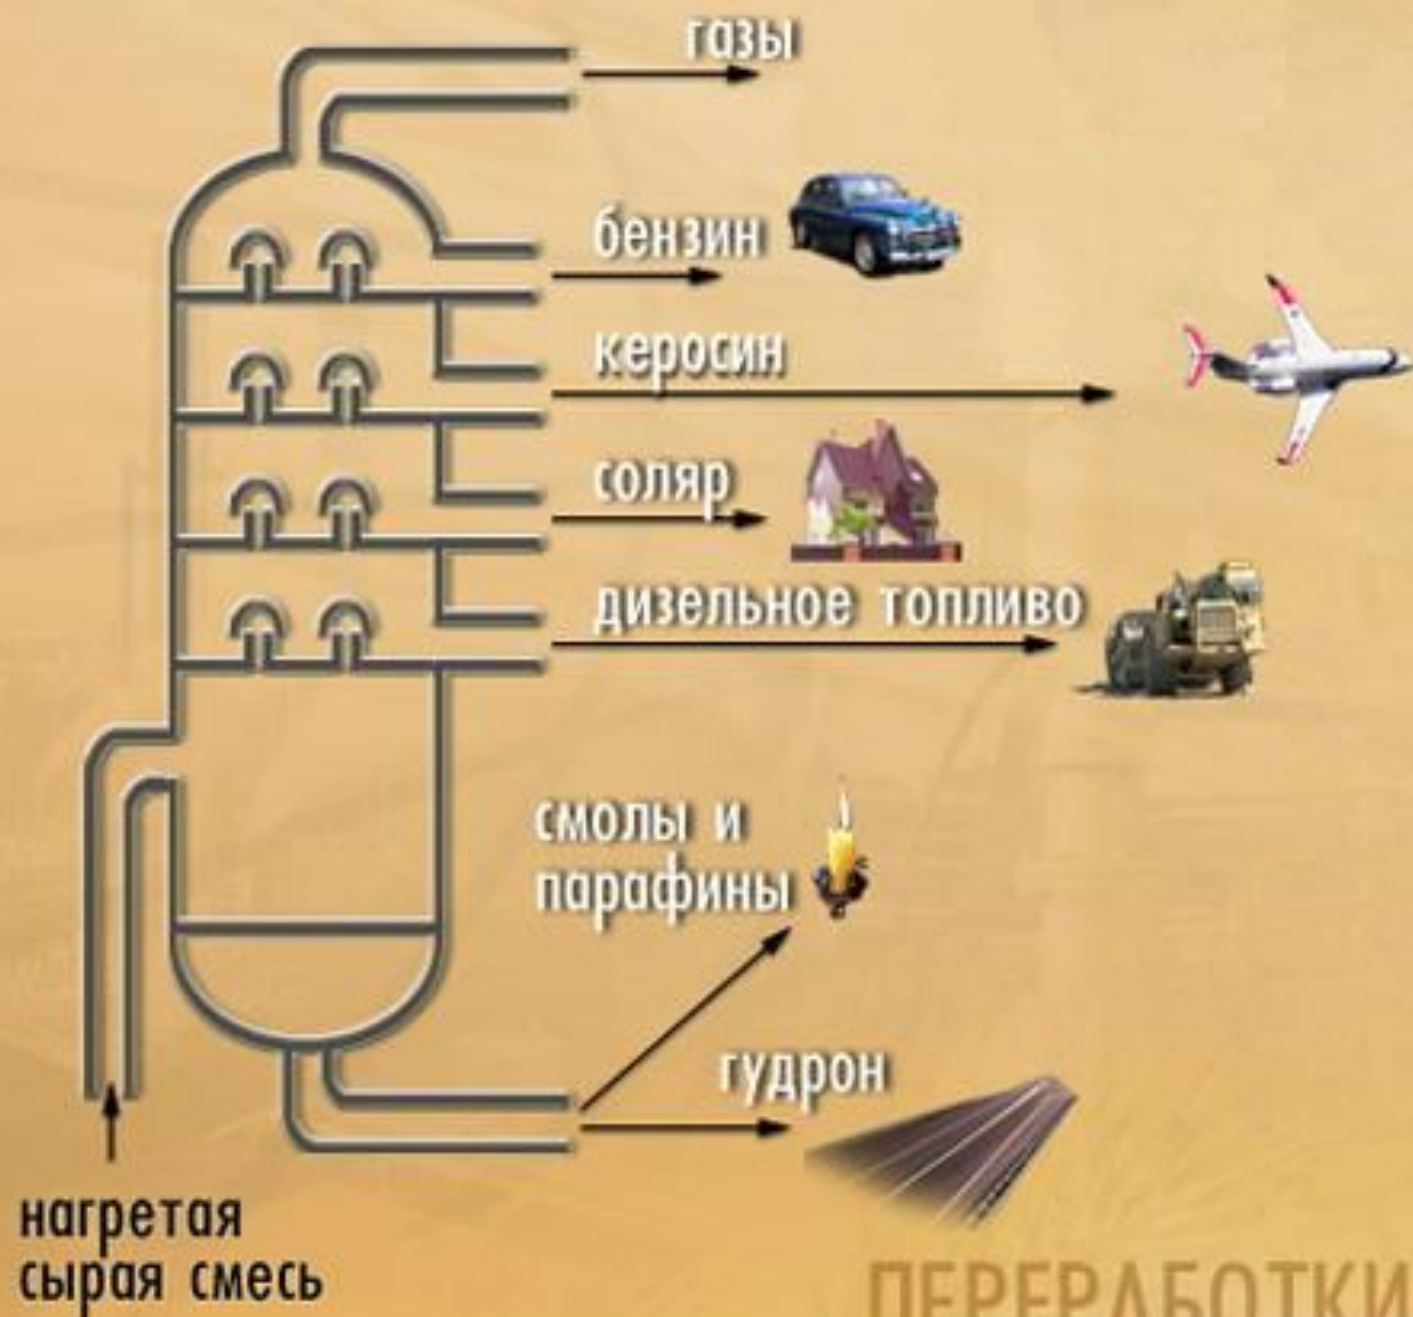 газы
бензин
керосин
соляр
дизельное топливо
смолы и
парафины
гудрон
нагретая
сырая смесь
ПЕРЕРАБОТКИ